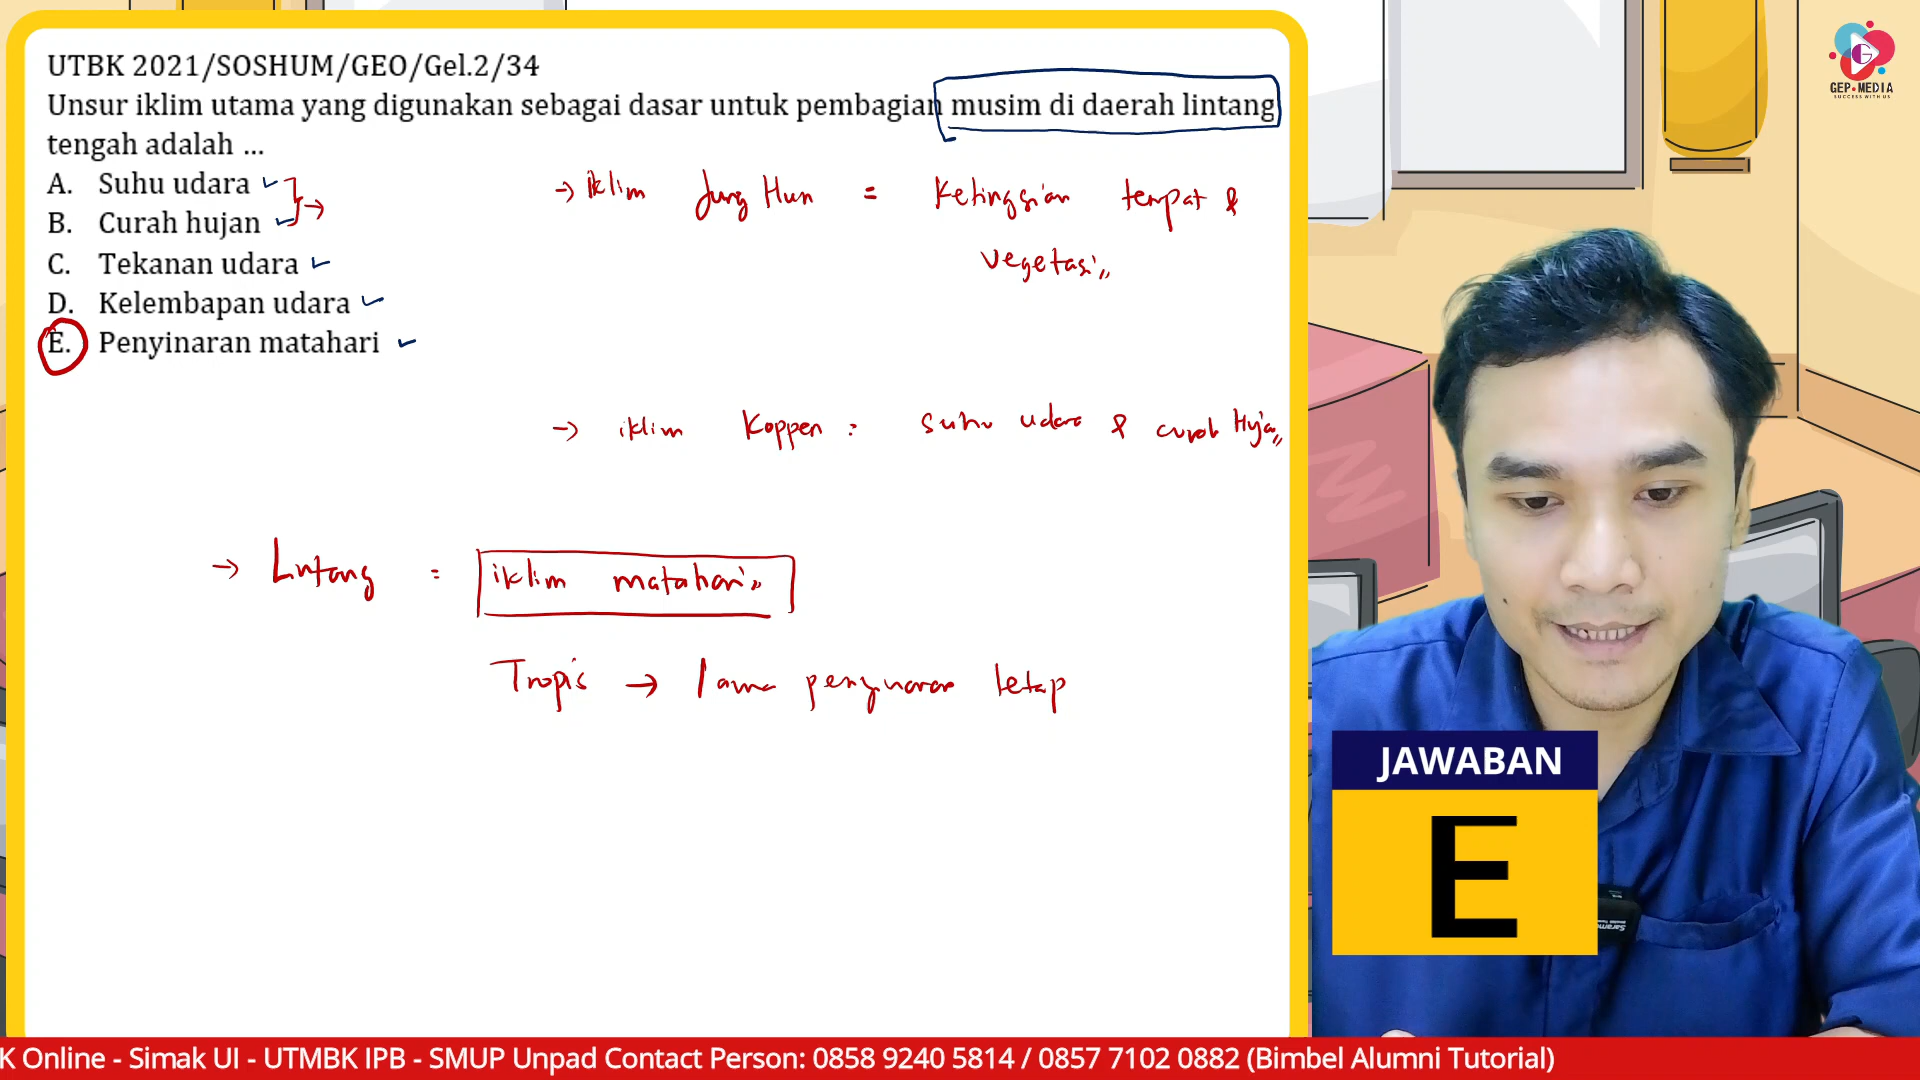 UTBK 2021/SOSHUM/GEO/Gel.2/34
Unsur iklim utama yang digunakan sebagai dasar untuk pembagian musim di daerah lintang
tengah adalah ...
A. Suhu udara
B. Curah hujan
C. Tekanan udara
D. Kelembapan udara
E. Penyinaran matahari
→ Iklim Jung Hun = Ketinggian tempat &
vegetasi
→ iklim Koppen : suhu udara & curah Hujan
→ Lintang = iklim matahari
Tropis → lama penyinaran tetap
GEP MEDIA
SUCCESS WITH US
JAWABAN
E
K Online - Simak UI - UTMBK IPB - SMUP Unpad Contact Person: 0858 9240 5814 / 0857 7102 0882 (Bimbel Alumni Tutorial)